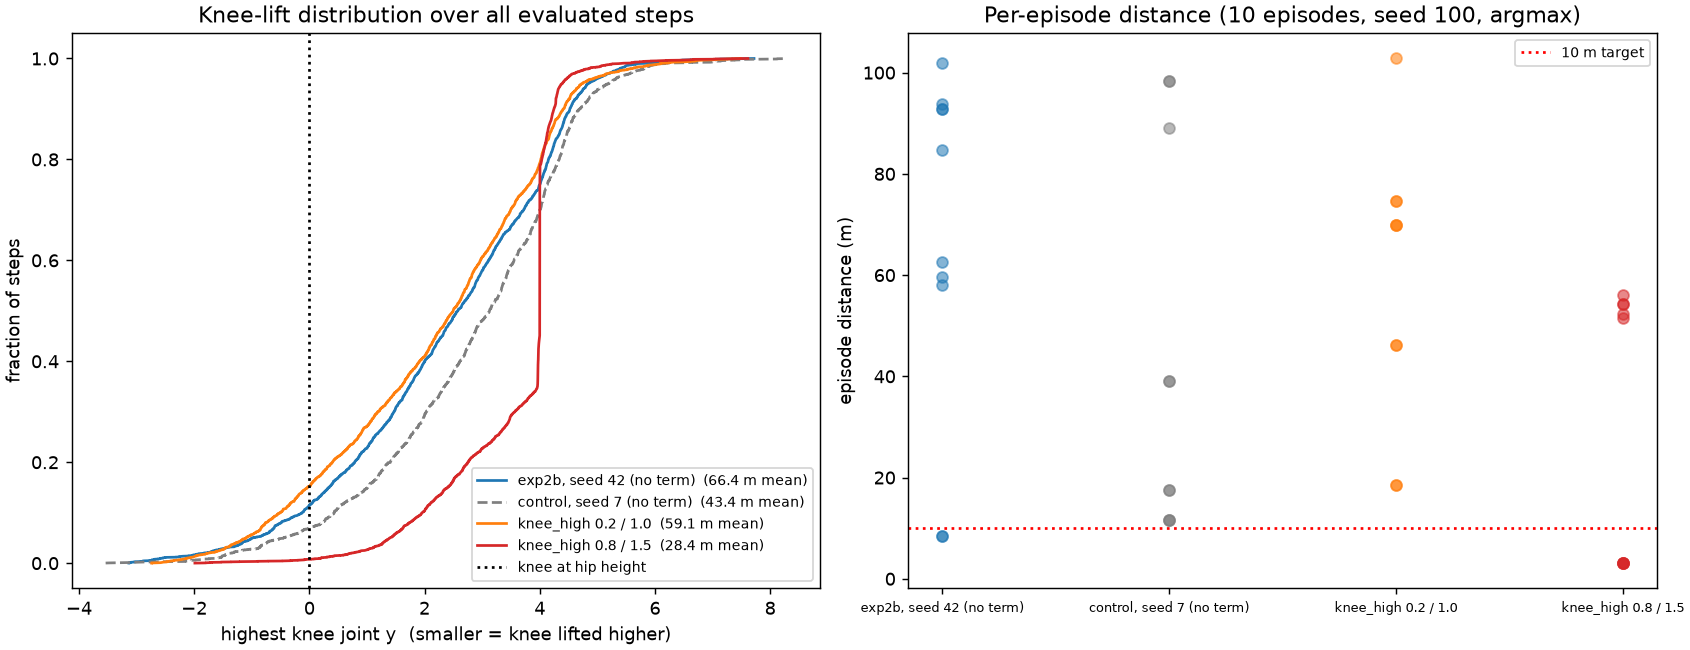 Knee-lift distribution over all evaluated steps
fraction of steps
1.0
0.8
0.6
0.4
0.2
0.0
exp2b, seed 42 (no term)  (66.4 m mean)
control, seed 7 (no term)  (43.4 m mean)
knee_high 0.2 / 1.0  (59.1 m mean)
knee_high 0.8 / 1.5  (28.4 m mean)
knee at hip height
−4 −2 0 2 4 6 8
highest knee joint y  (smaller = knee lifted higher)
Per-episode distance (10 episodes, seed 100, argmax)
episode distance (m)
100
80
60
40
20
0
10 m target
exp2b, seed 42 (no term) control, seed 7 (no term) knee_high 0.2 / 1.0 knee_high 0.8 / 1.5